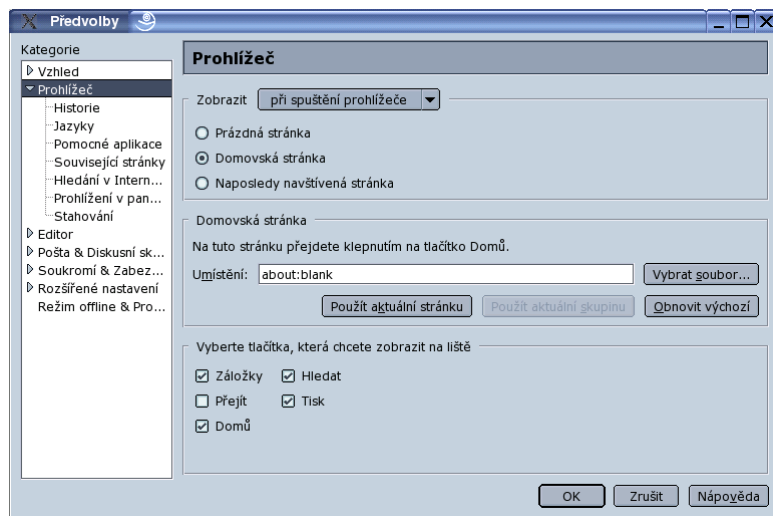 Předvolby
Kategorie
Vzhled
Prohlížeč
Historie
Jazyky
Pomocné aplikace
Související stránky
Hledání v Intern...
Prohlížení v pan...
Stahování
Editor
Pošta & Diskusní sk...
Soukromí & Zabez...
Rozšířené nastavení
Režim offline & Pro...
Prohlížeč
Zobrazit při spuštění prohlížeče
Prázdná stránka
Domovská stránka
Naposledy navštívená stránka
Domovská stránka
Na tuto stránku přejdete klepnutím na tlačítko Domů.
Umístění: about:blank Vybrat soubor...
Použít aktuální stránku Použít aktuální skupinu Obnovit výchozí
Vyberte tlačítka, která chcete zobrazit na liště
Záložky Hledat
Přejít Tisk
Domů
OK Zrušit Nápověda